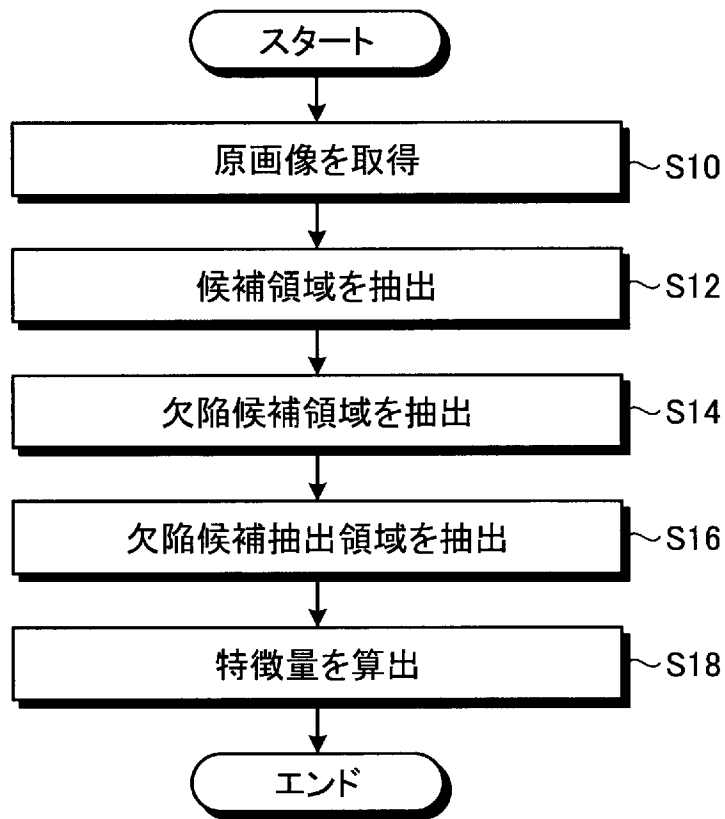 スタート
原画像を取得 ~S10
候補領域を抽出 ~S12
欠陥候補領域を抽出 ~S14
欠陥候補抽出領域を抽出 ~S16
特徴量を算出 ~S18
エンド